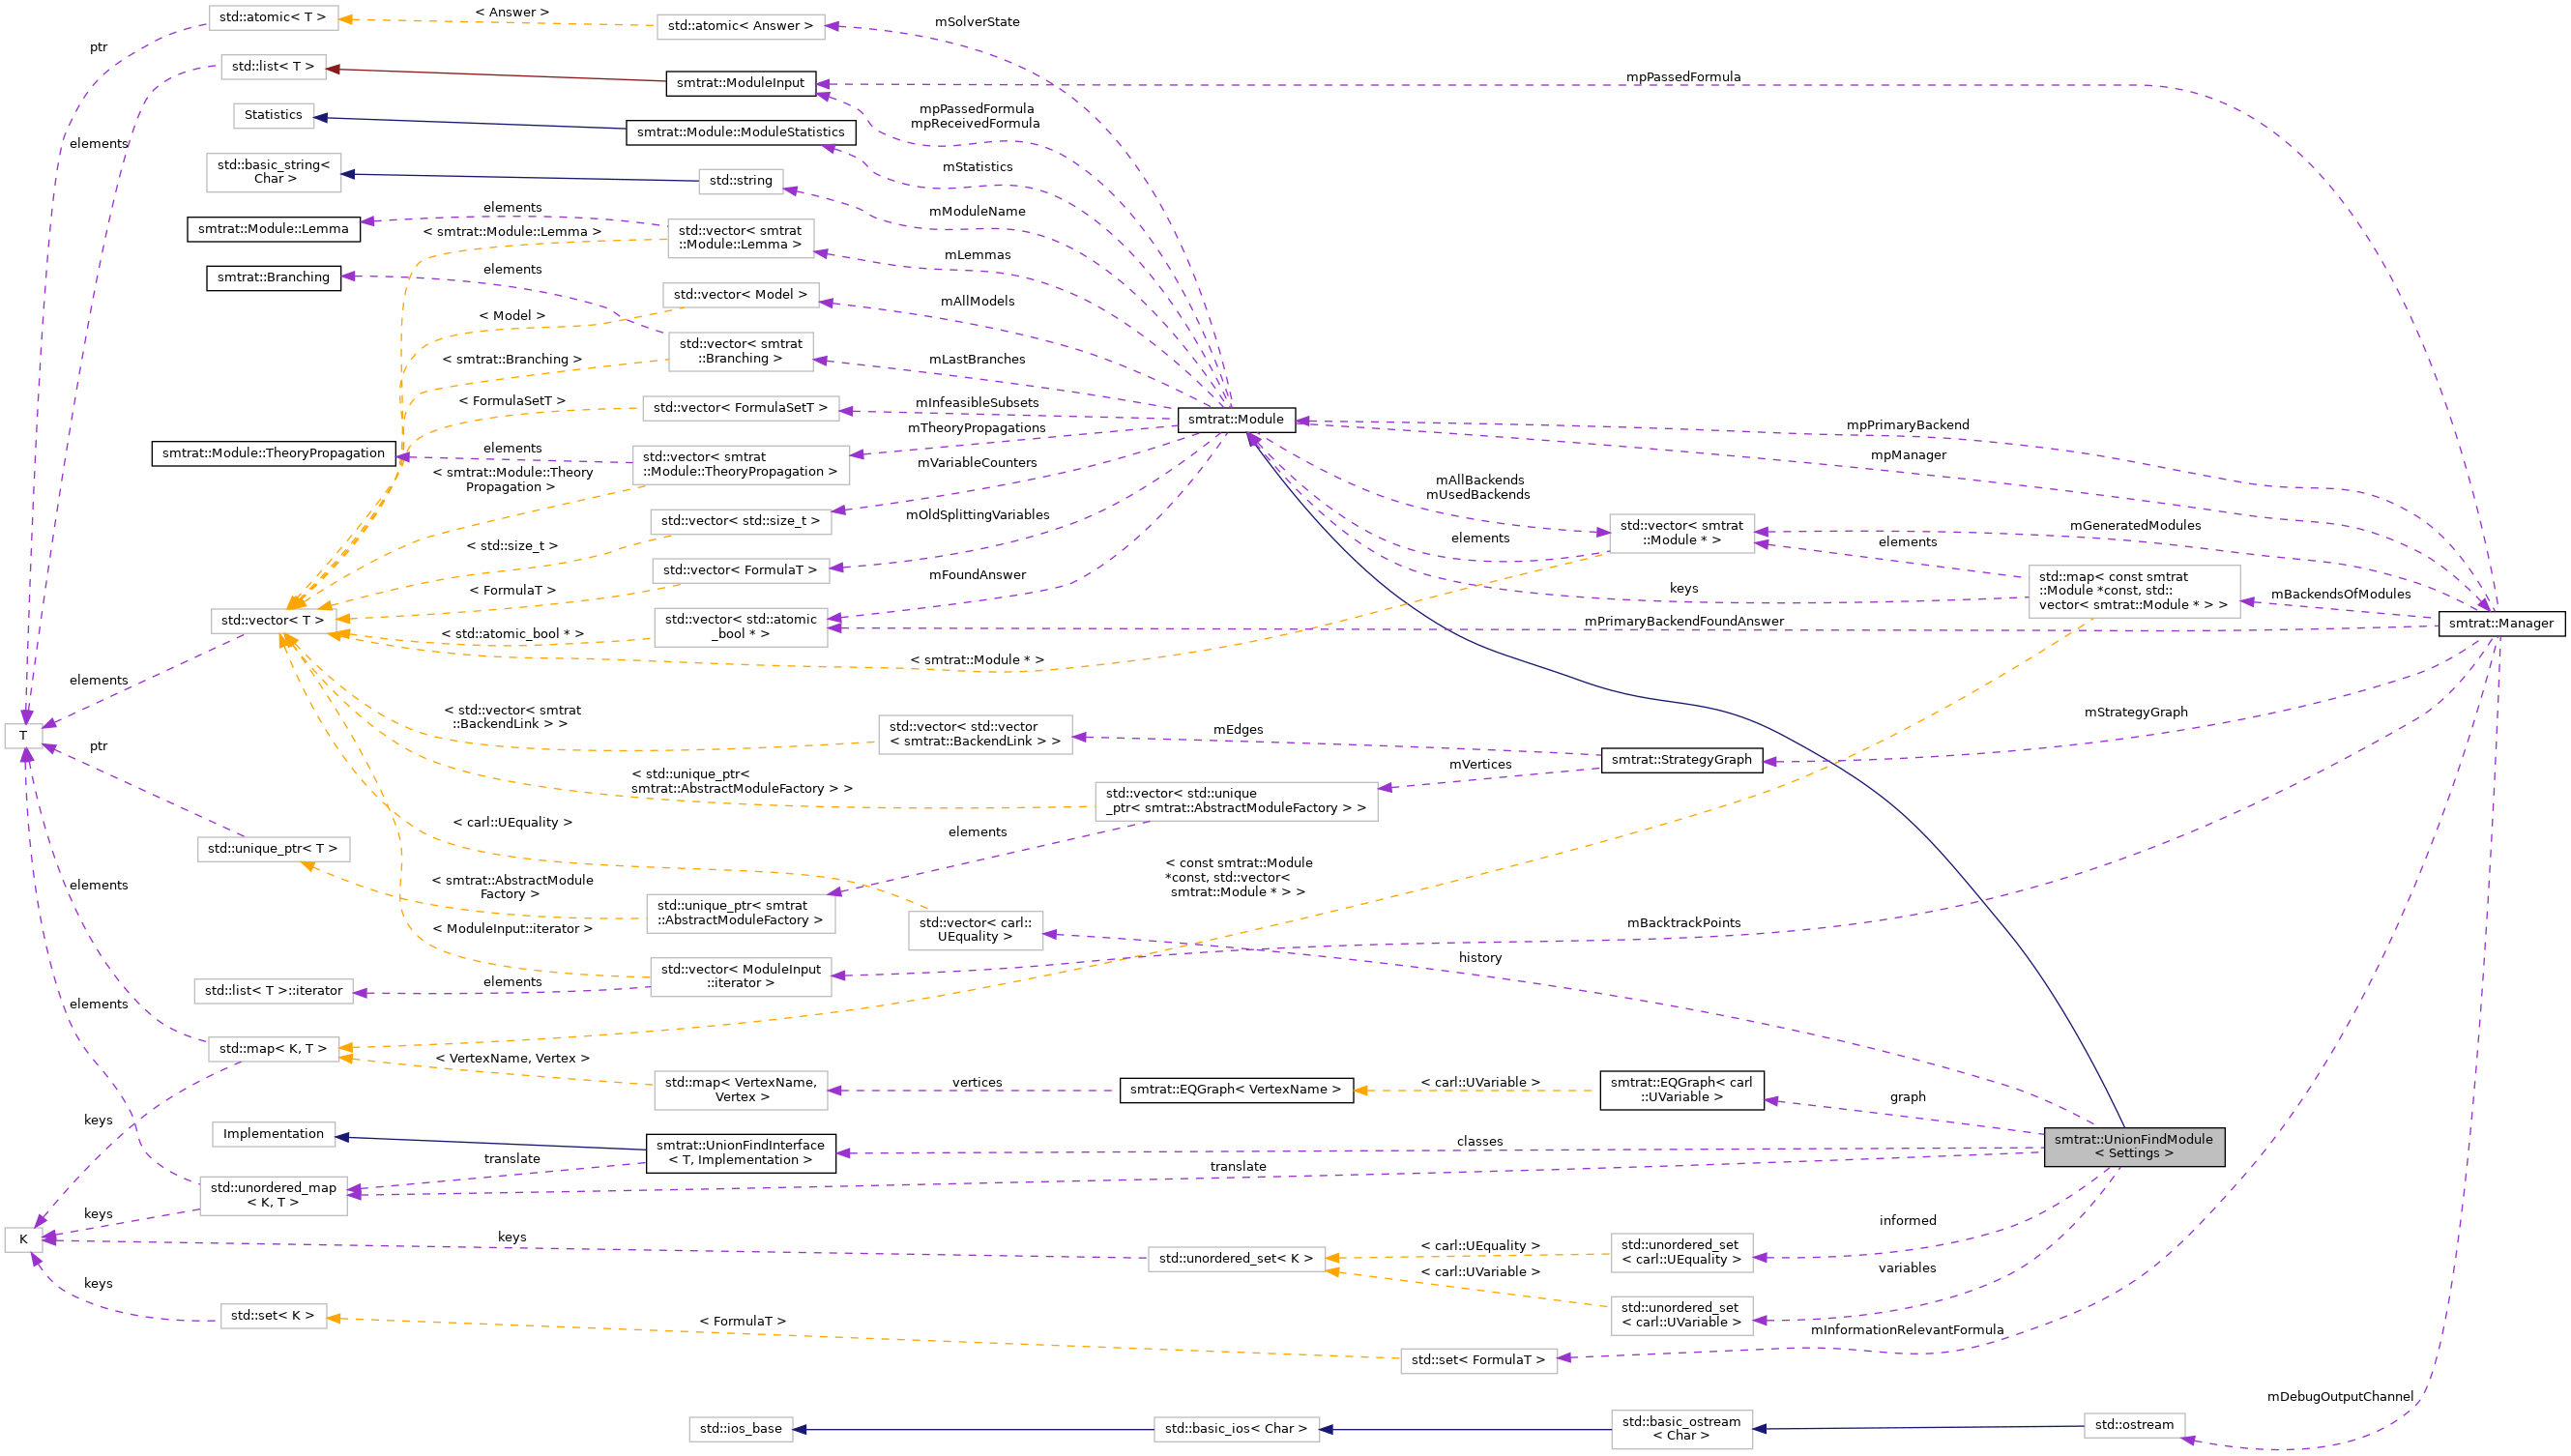 std::atomic< T >
< Answer >
std::atomic< Answer >
mSolverState
ptr
std::list< T >
smtrat::ModuleInput
mpPassedFormula
mpPassedFormula
mpReceivedFormula
Statistics
smtrat::Module::ModuleStatistics
elements
std::basic_string<
Char >
mStatistics
std::string
mModuleName
elements
smtrat::Module::Lemma
< smtrat::Module::Lemma >
std::vector< smtrat
::Module::Lemma >
mLemmas
smtrat::Branching
elements
std::vector< Model >
mAllModels
< Model >
std::vector< smtrat
::Branching >
mLastBranches
< smtrat::Branching >
< FormulaSetT >
std::vector< FormulaSetT >
mInfeasibleSubsets
smtrat::Module
mTheoryPropagations
mpPrimaryBackend
mpManager
smtrat::Module::TheoryPropagation
elements
std::vector< smtrat
::Module::TheoryPropagation >
< smtrat::Module::Theory
Propagation >
mVariableCounters
mAllBackends
mUsedBackends
std::vector< std::size_t >
mOldSplittingVariables
elements
std::vector< smtrat
::Module * >
mGeneratedModules
elements
< std::size_t >
std::vector< FormulaT >
mFoundAnswer
keys
std::map< const smtrat
::Module *const, std::
vector< smtrat::Module * > >
mBackendsOfModules
< FormulaT >
std::vector< T >
< std::atomic_bool * >
std::vector< std::atomic
_bool * >
mPrimaryBackendFoundAnswer
smtrat::Manager
< smtrat::Module * >
elements
< std::vector< smtrat
::BackendLink > >
std::vector< std::vector
< smtrat::BackendLink > >
mEdges
mStrategyGraph
T
ptr
smtrat::StrategyGraph
mVertices
< std::unique_ptr<
smtrat::AbstractModuleFactory > >
std::vector< std::unique
_ptr< smtrat::AbstractModuleFactory > >
< carl::UEquality >
elements
std::unique_ptr< T >
elements
< smtrat::AbstractModule
Factory >
std::unique_ptr< smtrat
::AbstractModuleFactory >
< const smtrat::Module
*const, std::vector<
smtrat::Module * > >
std::vector< carl::
UEquality >
mBacktrackPoints
< ModuleInput::iterator >
history
std::list< T >::iterator
elements
std::vector< ModuleInput
::iterator >
elements
std::map< K, T >
< VertexName, Vertex >
std::map< VertexName,
Vertex >
vertices
smtrat::EQGraph< VertexName >
< carl::UVariable >
smtrat::EQGraph< carl
::UVariable >
graph
keys
Implementation
smtrat::UnionFindInterface
< T, Implementation >
classes
smtrat::UnionFindModule
< Settings >
translate
translate
std::unordered_map
< K, T >
keys
K
keys
std::unordered_set< K >
< carl::UEquality >
std::unordered_set
< carl::UEquality >
informed
< carl::UVariable >
variables
keys
std::set< K >
< FormulaT >
std::unordered_set
< carl::UVariable >
mInformationRelevantFormula
std::set< FormulaT >
mDebugOutputChannel
std::ios_base
std::basic_ios< Char >
std::basic_ostream
< Char >
std::ostream